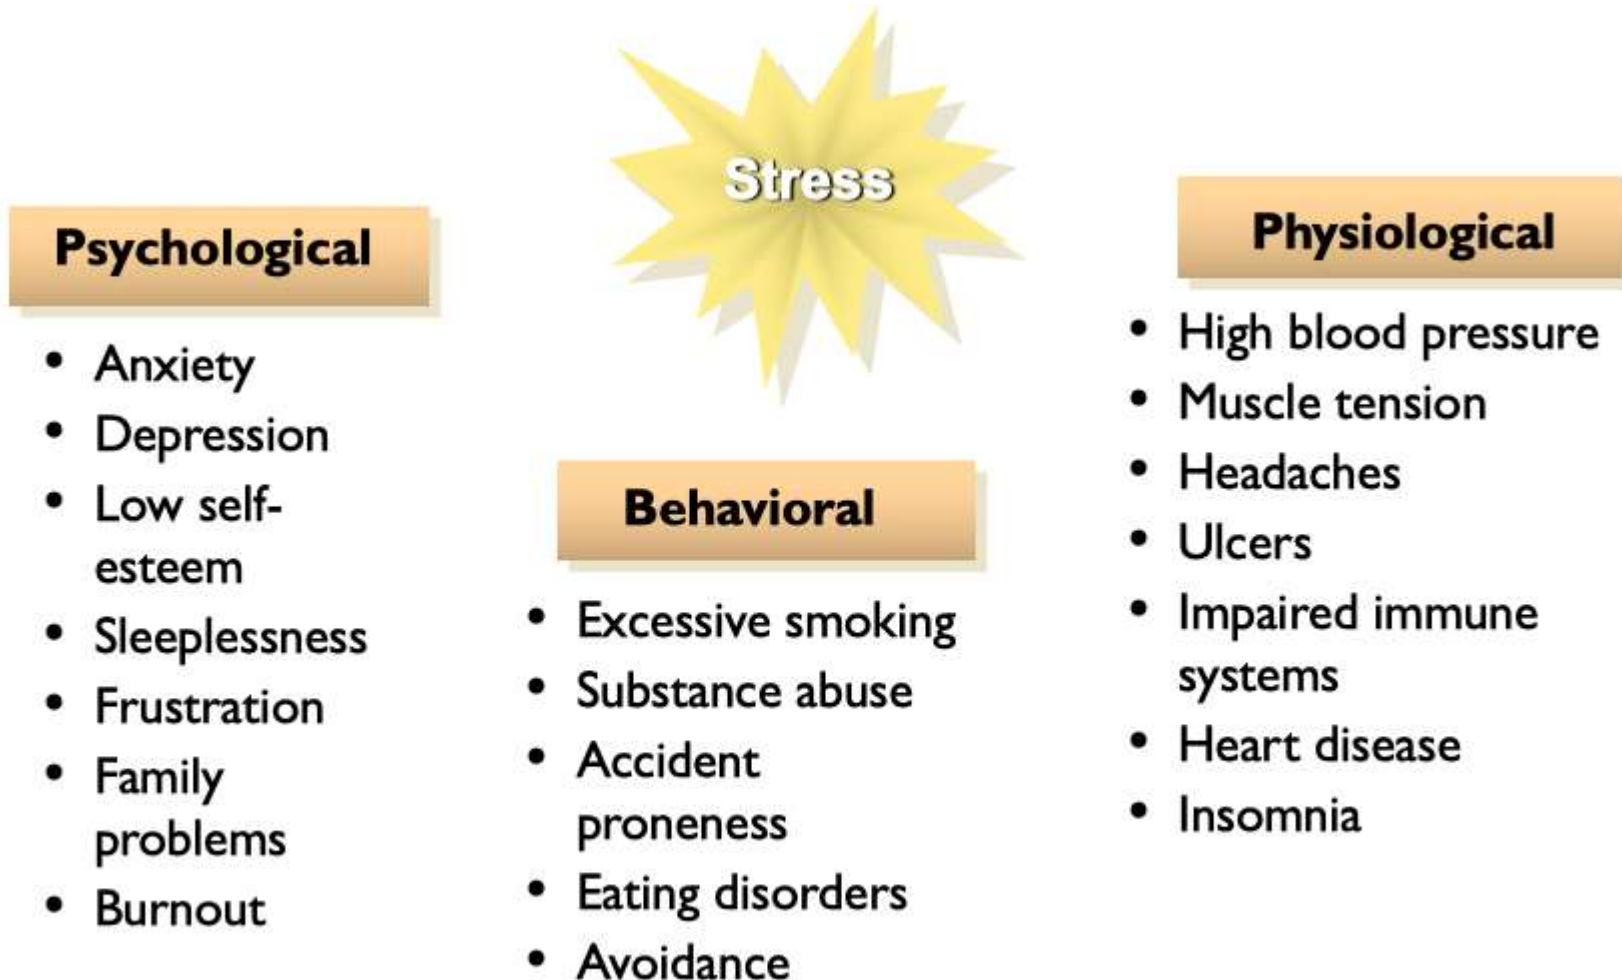 Stress
Psychological
• Anxiety
• Depression
• Low self-
esteem
• Sleeplessness
• Frustration
• Family
problems
• Burnout
Behavioral
• Excessive smoking
• Substance abuse
• Accident
proneness
• Eating disorders
• Avoidance
Physiological
• High blood pressure
• Muscle tension
• Headaches
• Ulcers
• Impaired immune
systems
• Heart disease
• Insomnia